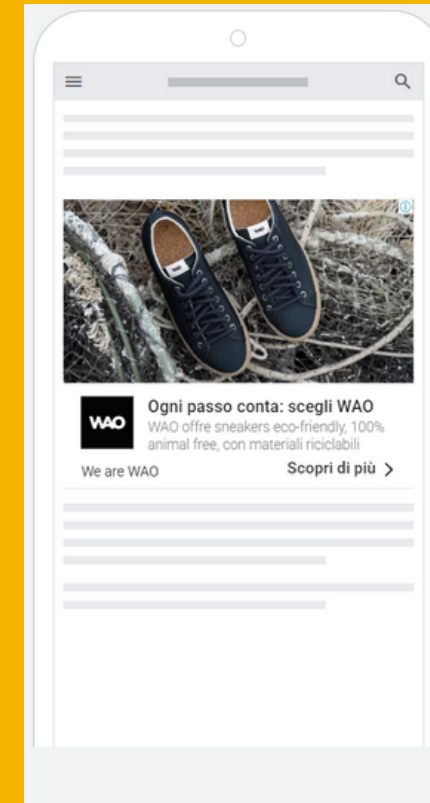 WAO
Ogni passo conta: scegli WAO
WAO offre sneakers eco-friendly, 100%
animal free, con materiali riciclabili
We are WAO
Scopri di più